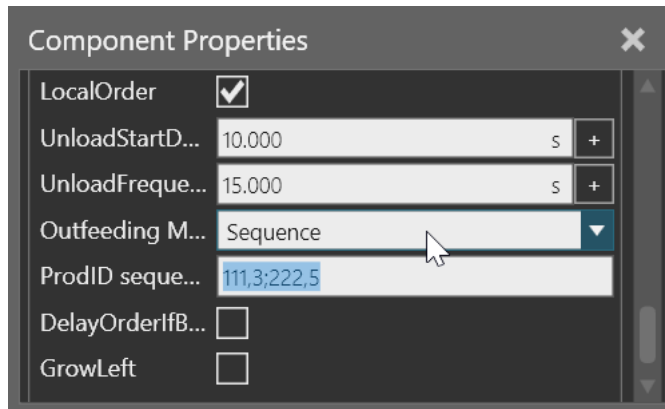 Component Properties
LocalOrder
UnloadStartD... 10.000 s +
UnloadFreque... 15.000 s +
Outfeeding M... Sequence
ProdID seque... 111,3;222,5
DelayOrderIfB...
GrowLeft